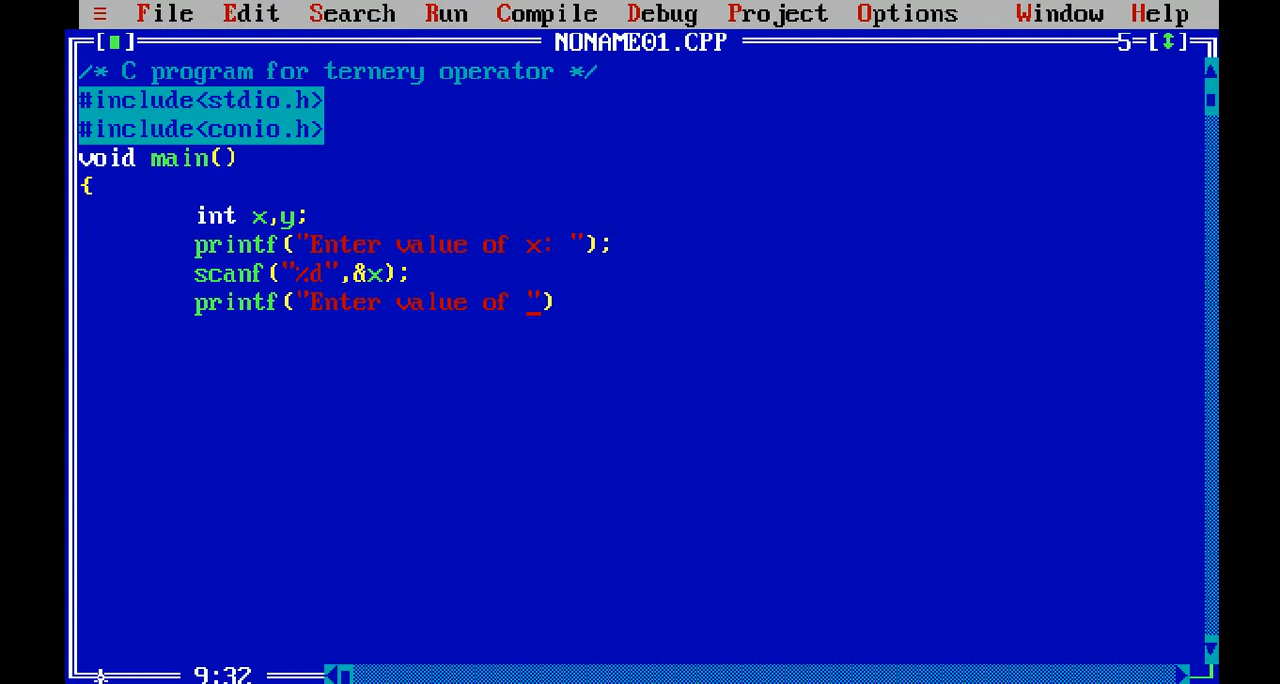 ≡ File Edit Search Run Compile Debug Project Options Window Help
[■] NONAME01.CPP 5=[↕]
/* C program for ternery operator */
#include<stdio.h>
#include<conio.h>
void main()
{
int x,y;
printf("Enter value of x: ");
scanf("%d",&x);
printf("Enter value of ")
* 9:32